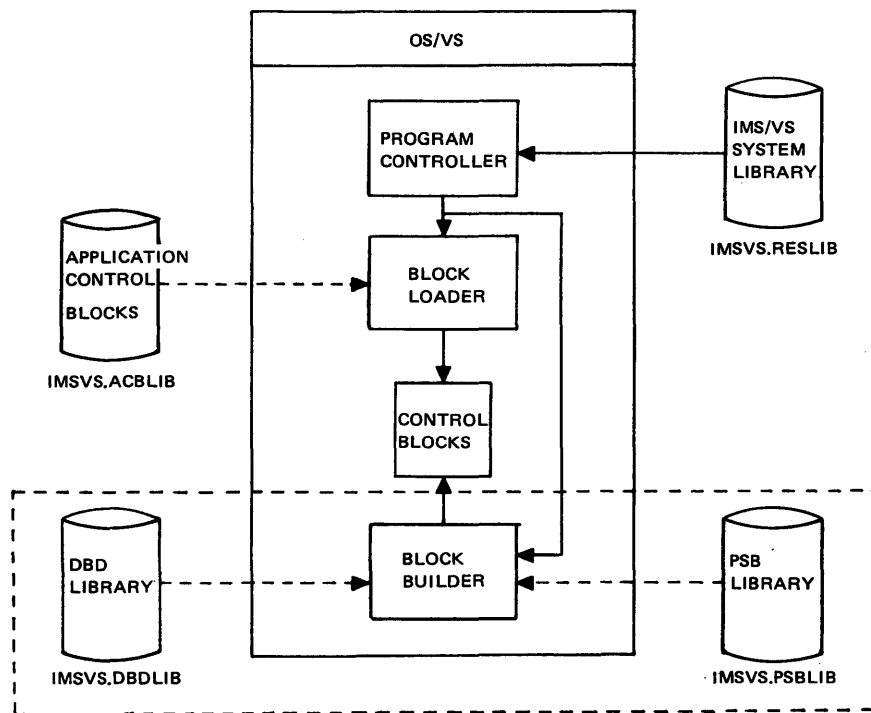 OS/VS
PROGRAM
CONTROLLER
IMS/VS
SYSTEM
LIBRARY
IMSVS.RESLIB
APPLICATION
CONTROL
BLOCKS
IMSVS.ACBLIB
BLOCK
LOADER
CONTROL
BLOCKS
DBD
LIBRARY
IMSVS.DBDLIB
BLOCK
BUILDER
PSB
LIBRARY
IMSVS.PSBLIB